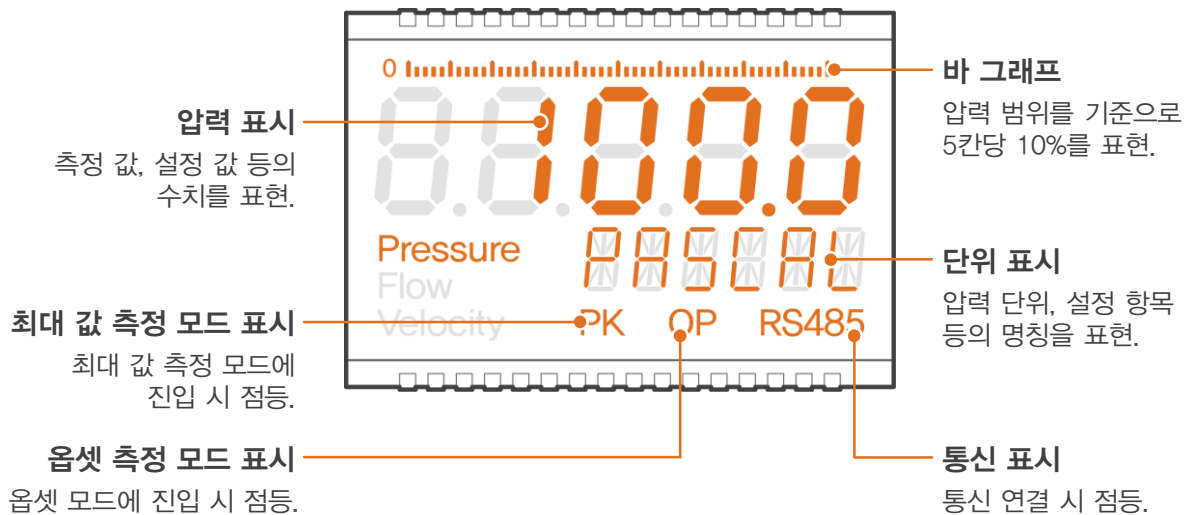 0
100.0
PASCAL
Pressure
Flow
Velocity
PK OP RS485
압력 표시
측정 값, 설정 값 등의
수치를 표현.
최대 값 측정 모드 표시
최대 값 측정 모드에
진입 시 점등.
옵셋 측정 모드 표시
옵셋 모드에 진입 시 점등.
바 그래프
압력 범위를 기준으로
5칸당 10%를 표현.
단위 표시
압력 단위, 설정 항목
등의 명칭을 표현.
통신 표시
통신 연결 시 점등.